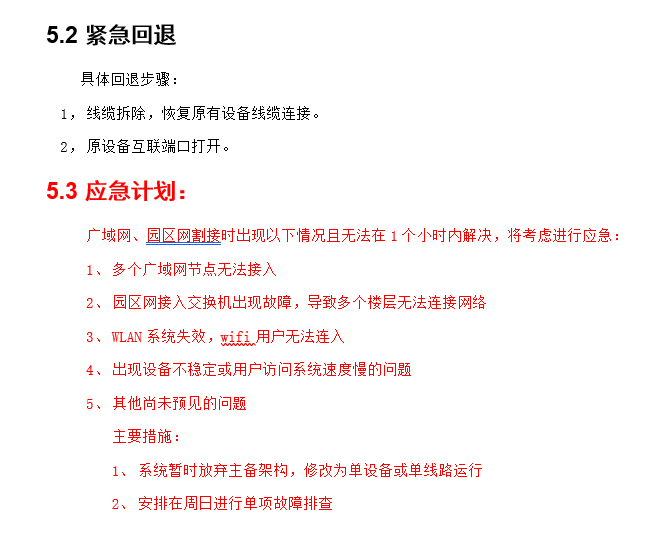 5.2 紧急回退
具体回退步骤：
1，线缆拆除，恢复原有设备线缆连接。
2，原设备互联端口打开。
5.3 应急计划：
广域网、园区网割接时出现以下情况且无法在 1 个小时内解决，将考虑进行应急：
1、多个广域网节点无法接入
2、园区网接入交换机出现故障，导致多个楼层无法连接网络
3、WLAN 系统失效，wifi 用户无法连入
4、出现设备不稳定或用户访问系统速度慢的问题
5、其他尚未预见的问题
主要措施：
1、系统暂时放弃主备架构，修改为单设备或单线路运行
2、安排在周日进行单项故障排查